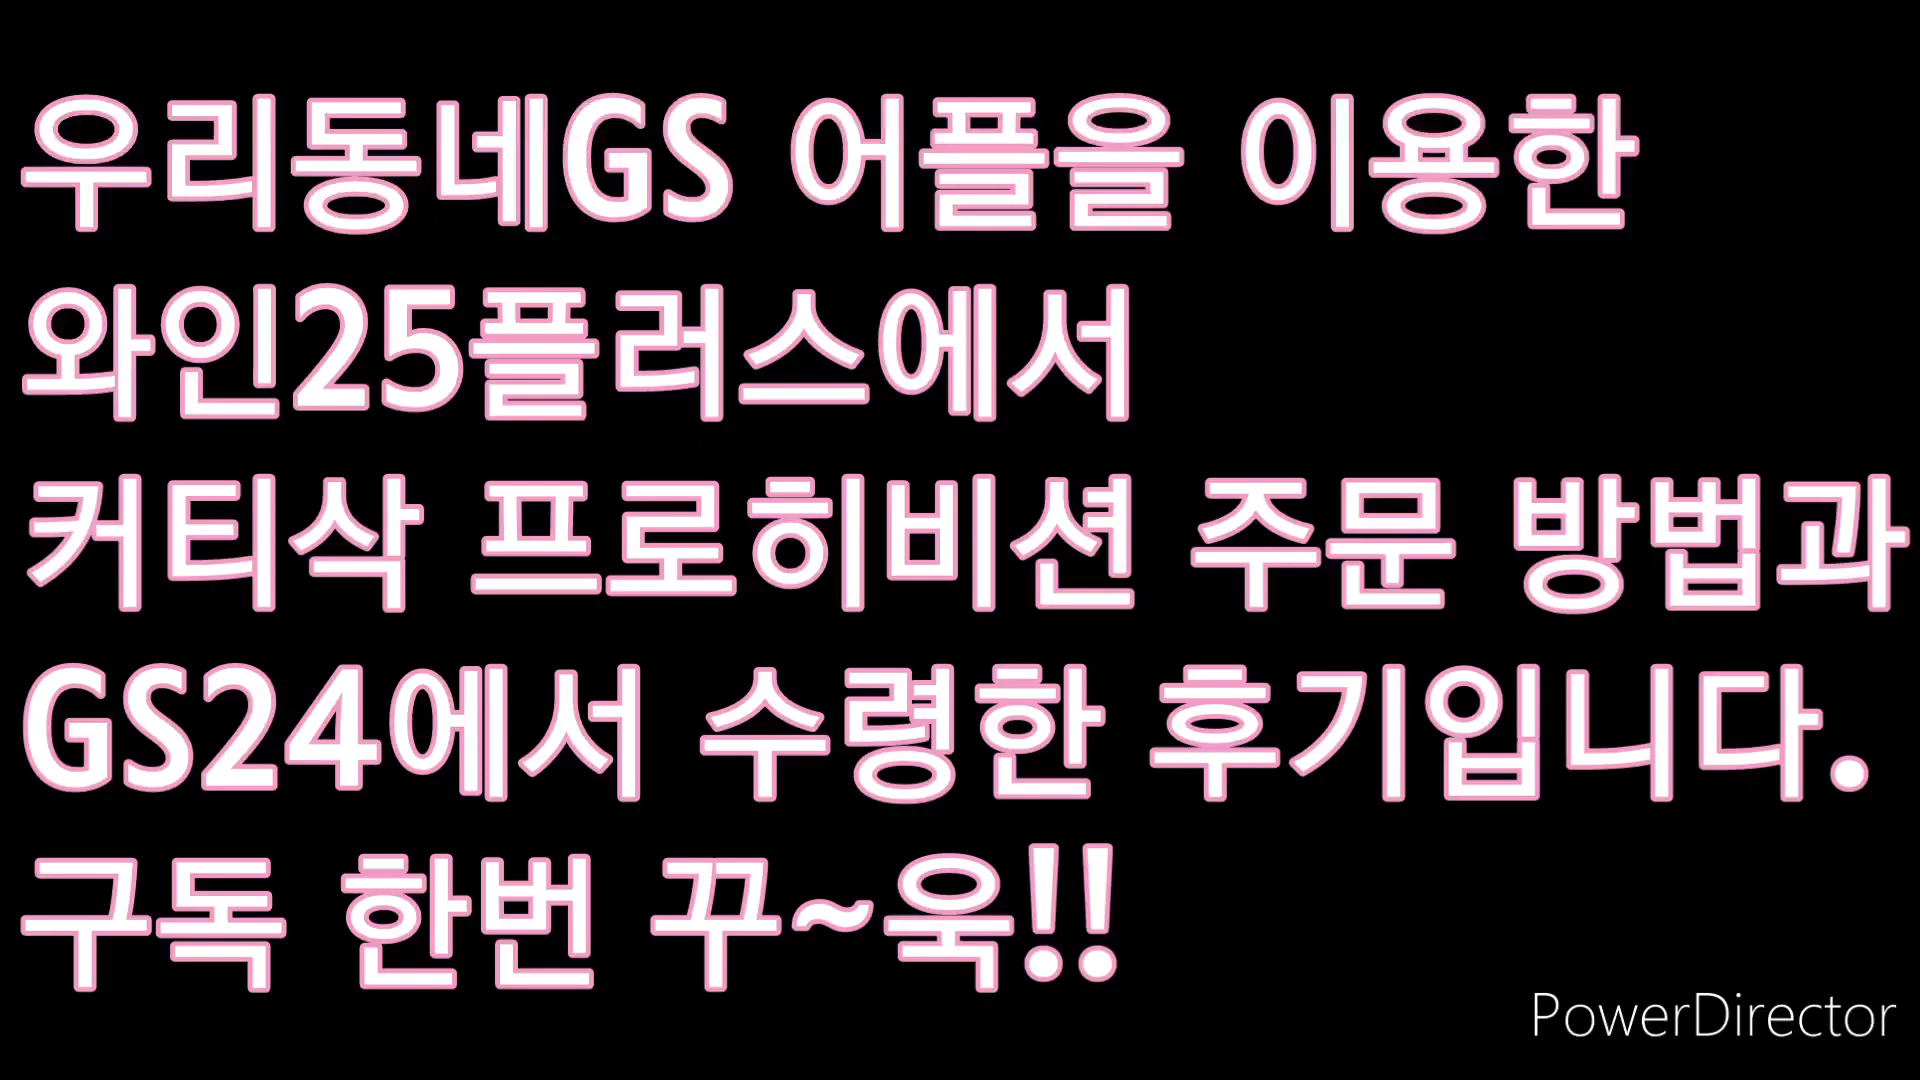 우리동네GS 어플을 이용한
와인25플러스에서
커티삭 프로히비션 주문 방법과
GS24에서 수령한 후기입니다.
구독 한번 꾸~욱!!
PowerDirector